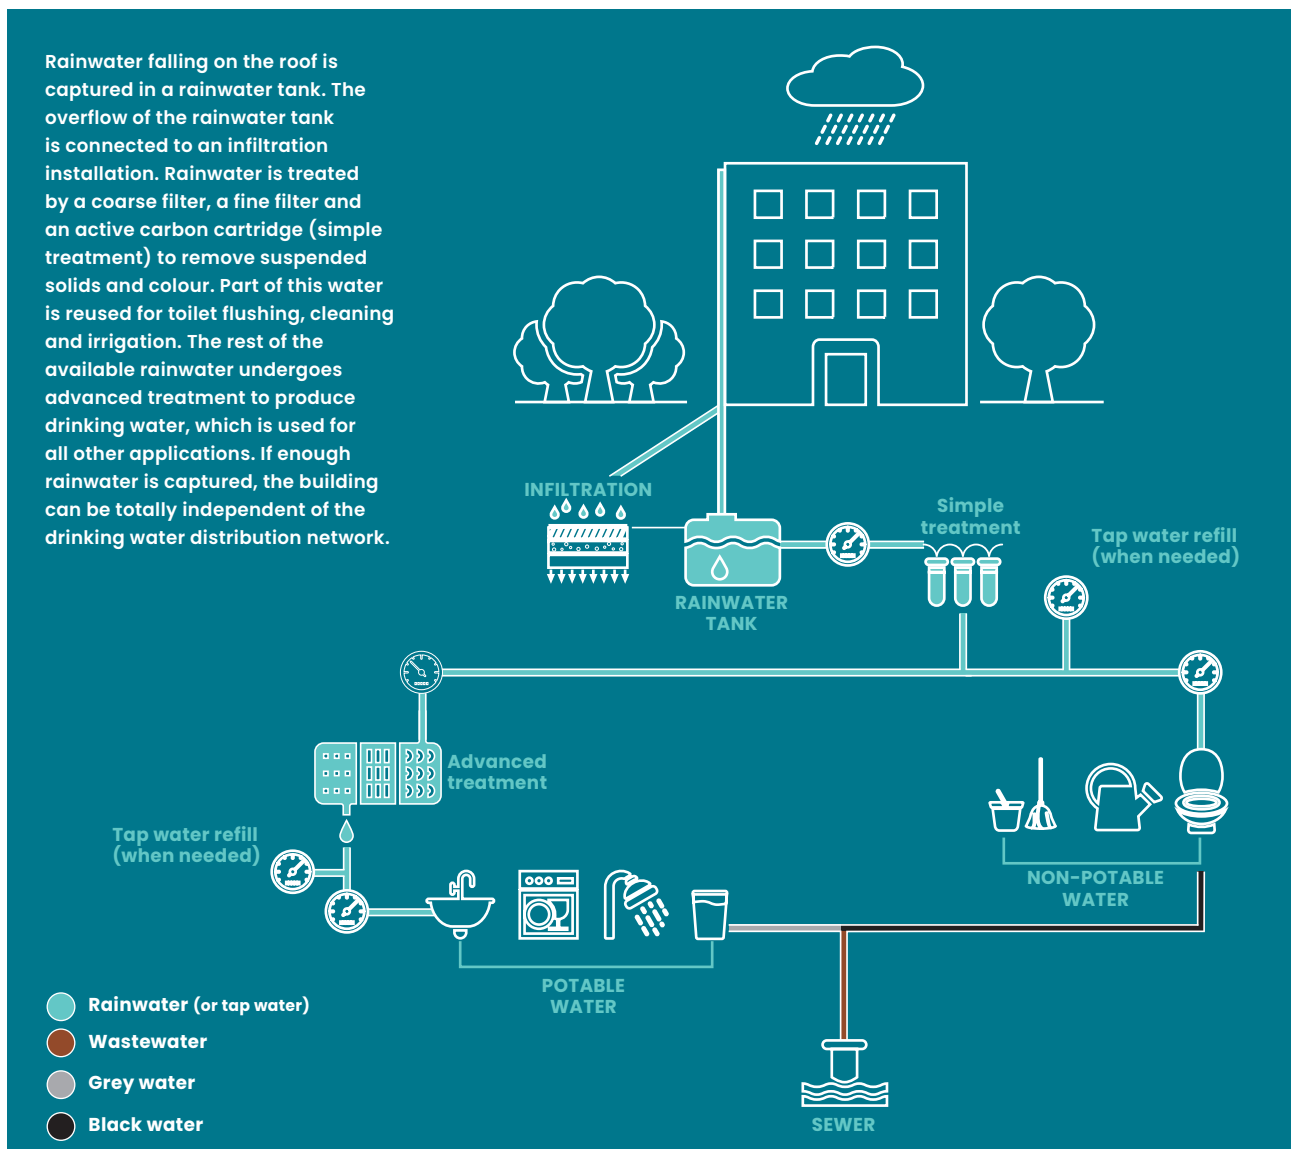 Rainwater falling on the roof is
captured in a rainwater tank. The
overflow of the rainwater tank
is connected to an infiltration
installation. Rainwater is treated
by a coarse filter, a fine filter and
an active carbon cartridge (simple
treatment) to remove suspended
solids and colour. Part of this water
is reused for toilet flushing, cleaning
and irrigation. The rest of the
available rainwater undergoes
advanced treatment to produce
drinking water, which is used for
all other applications. If enough
rainwater is captured, the building
can be totally independent of the
drinking water distribution network.
INFILTRATION
Simple
treatment
Tap water refill
(when needed)
RAINWATER
TANK
Advanced
treatment
Tap water refill
(when needed)
NON-POTABLE
WATER
POTABLE
WATER
Rainwater (or tap water)
Wastewater
Grey water
Black water
SEWER